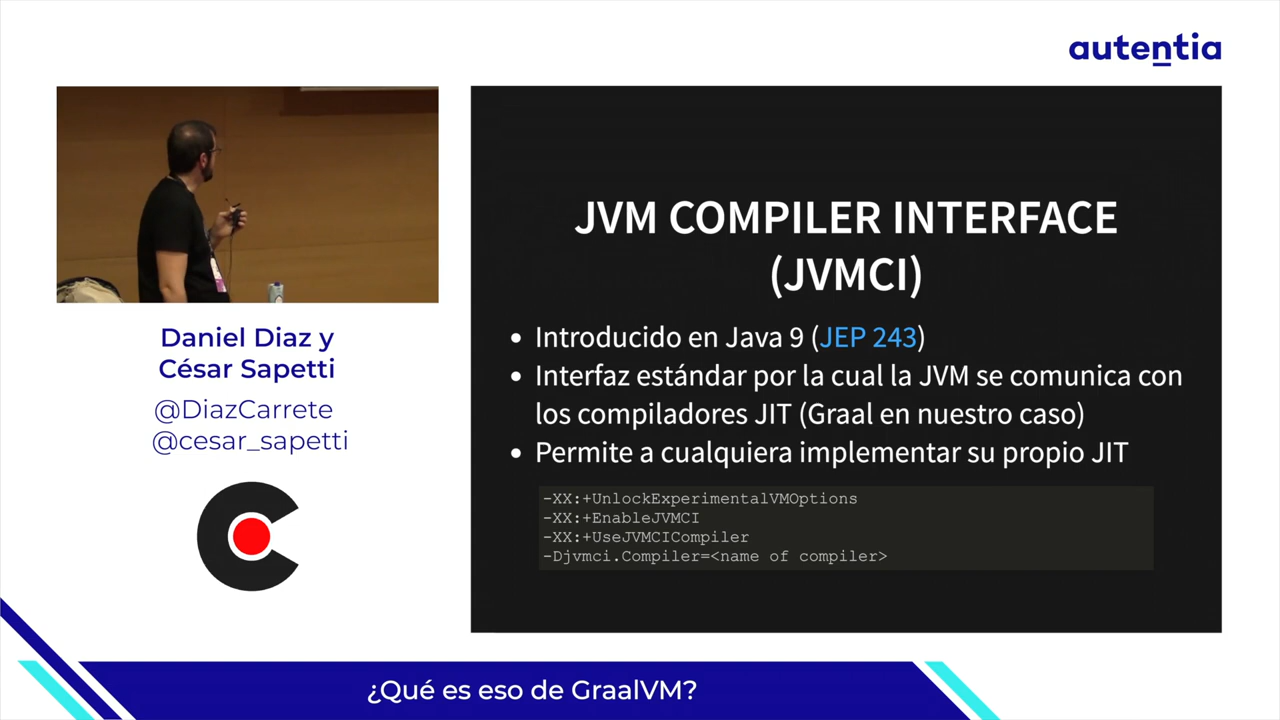 autentia
Daniel Diaz y
César Sapetti
@DiazCarrete
@cesar_sapetti
JVM COMPILER INTERFACE
(JVMCI)
• Introducido en Java 9 (JEP 243)
• Interfaz estándar por la cual la JVM se comunica con
los compiladores JIT (Graal en nuestro caso)
• Permite a cualquiera implementar su propio JIT
-XX:+UnlockExperimentalVMOptions
-XX:+EnableJVMCI
-XX:+UseJVMCICompiler
-Djvmci.Compiler=<name of compiler>
¿Qué es eso de GraalVM?